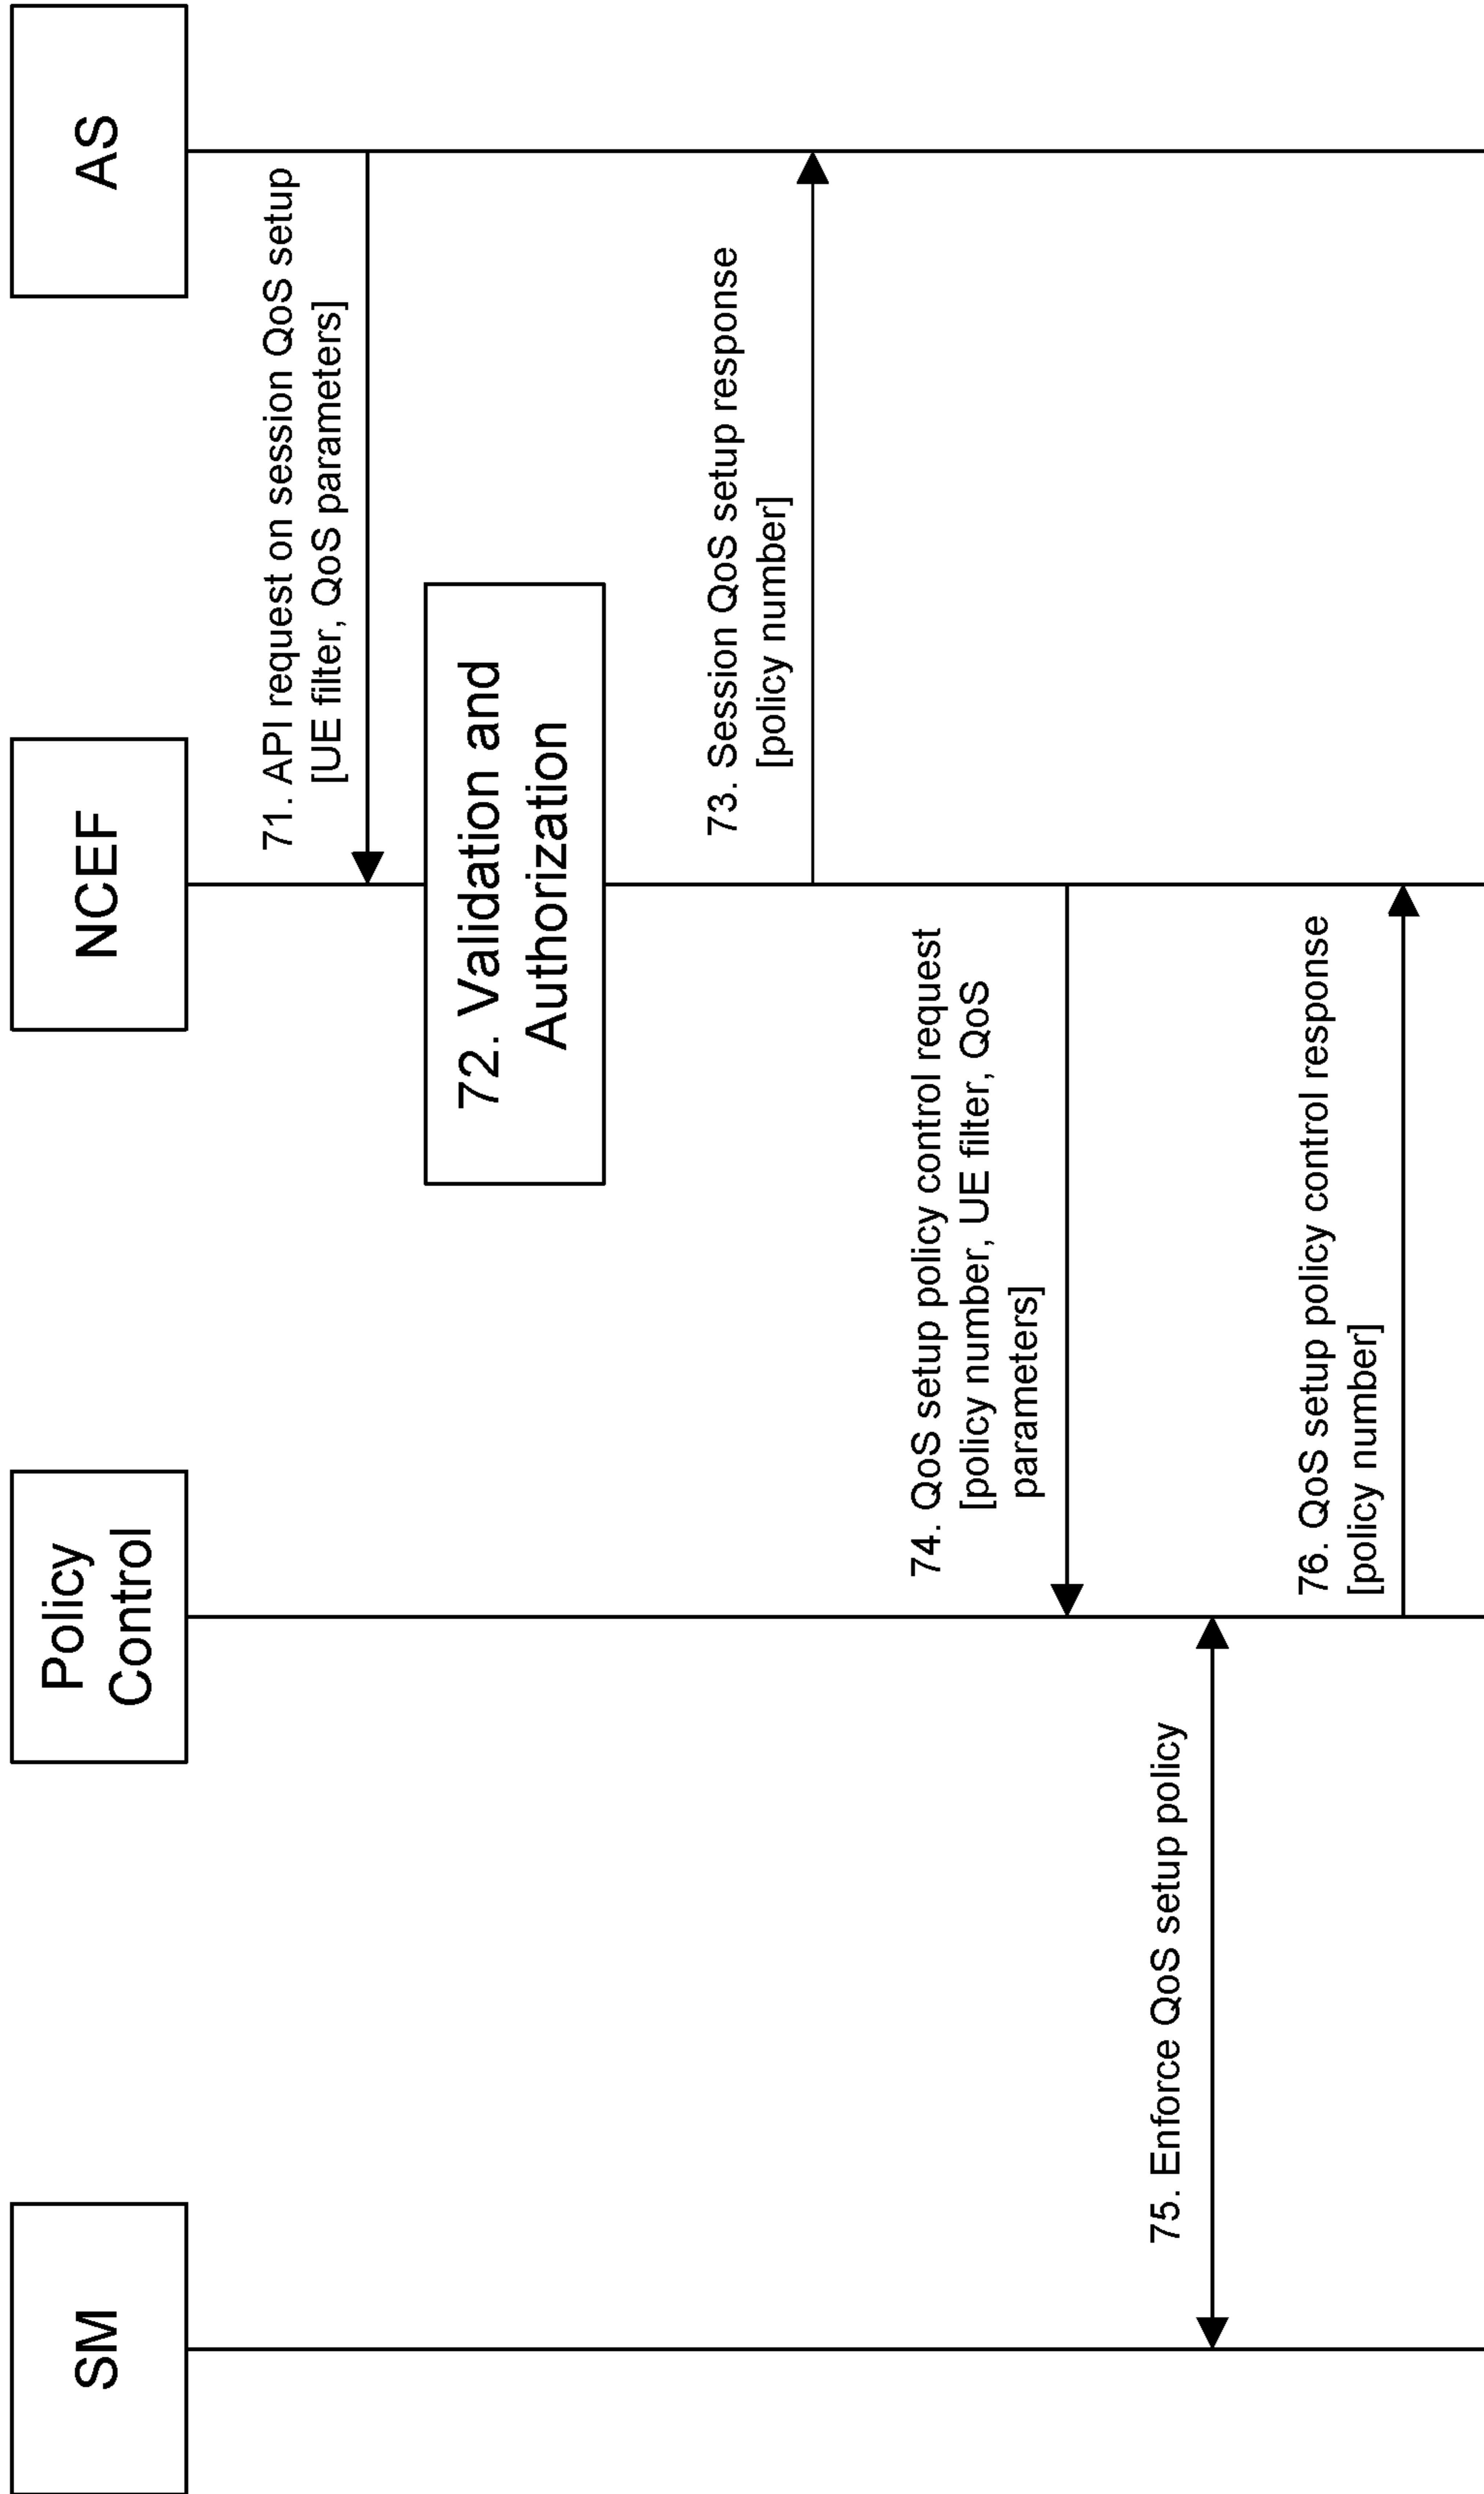 SM
Policy
Control
NCEF
AS
71. API request on session QoS setup
[UE filter, QoS parameters]
72. Validation and
Authorization
73. Session QoS setup response
[policy number]
74. QoS setup policy control request
[policy number, UE filter, QoS
parameters]
75. Enforce QoS setup policy
76. QoS setup policy control response
[policy number]